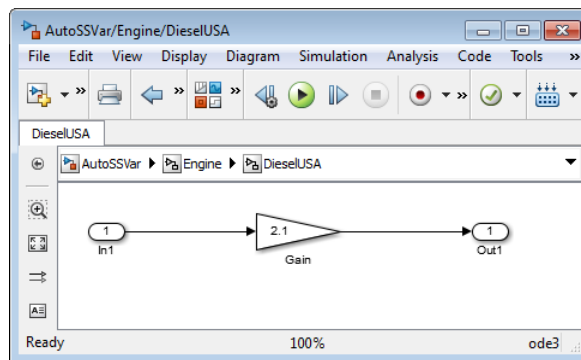 AutoSSVar/Engine/DieselUSA
File Edit View Display Diagram Simulation Analysis Code Tools »
» » » »
DieselUSA
AutoSSVar Engine DieselUSA
1 2.1 1
In1 Gain Out1
Ready 100% ode3